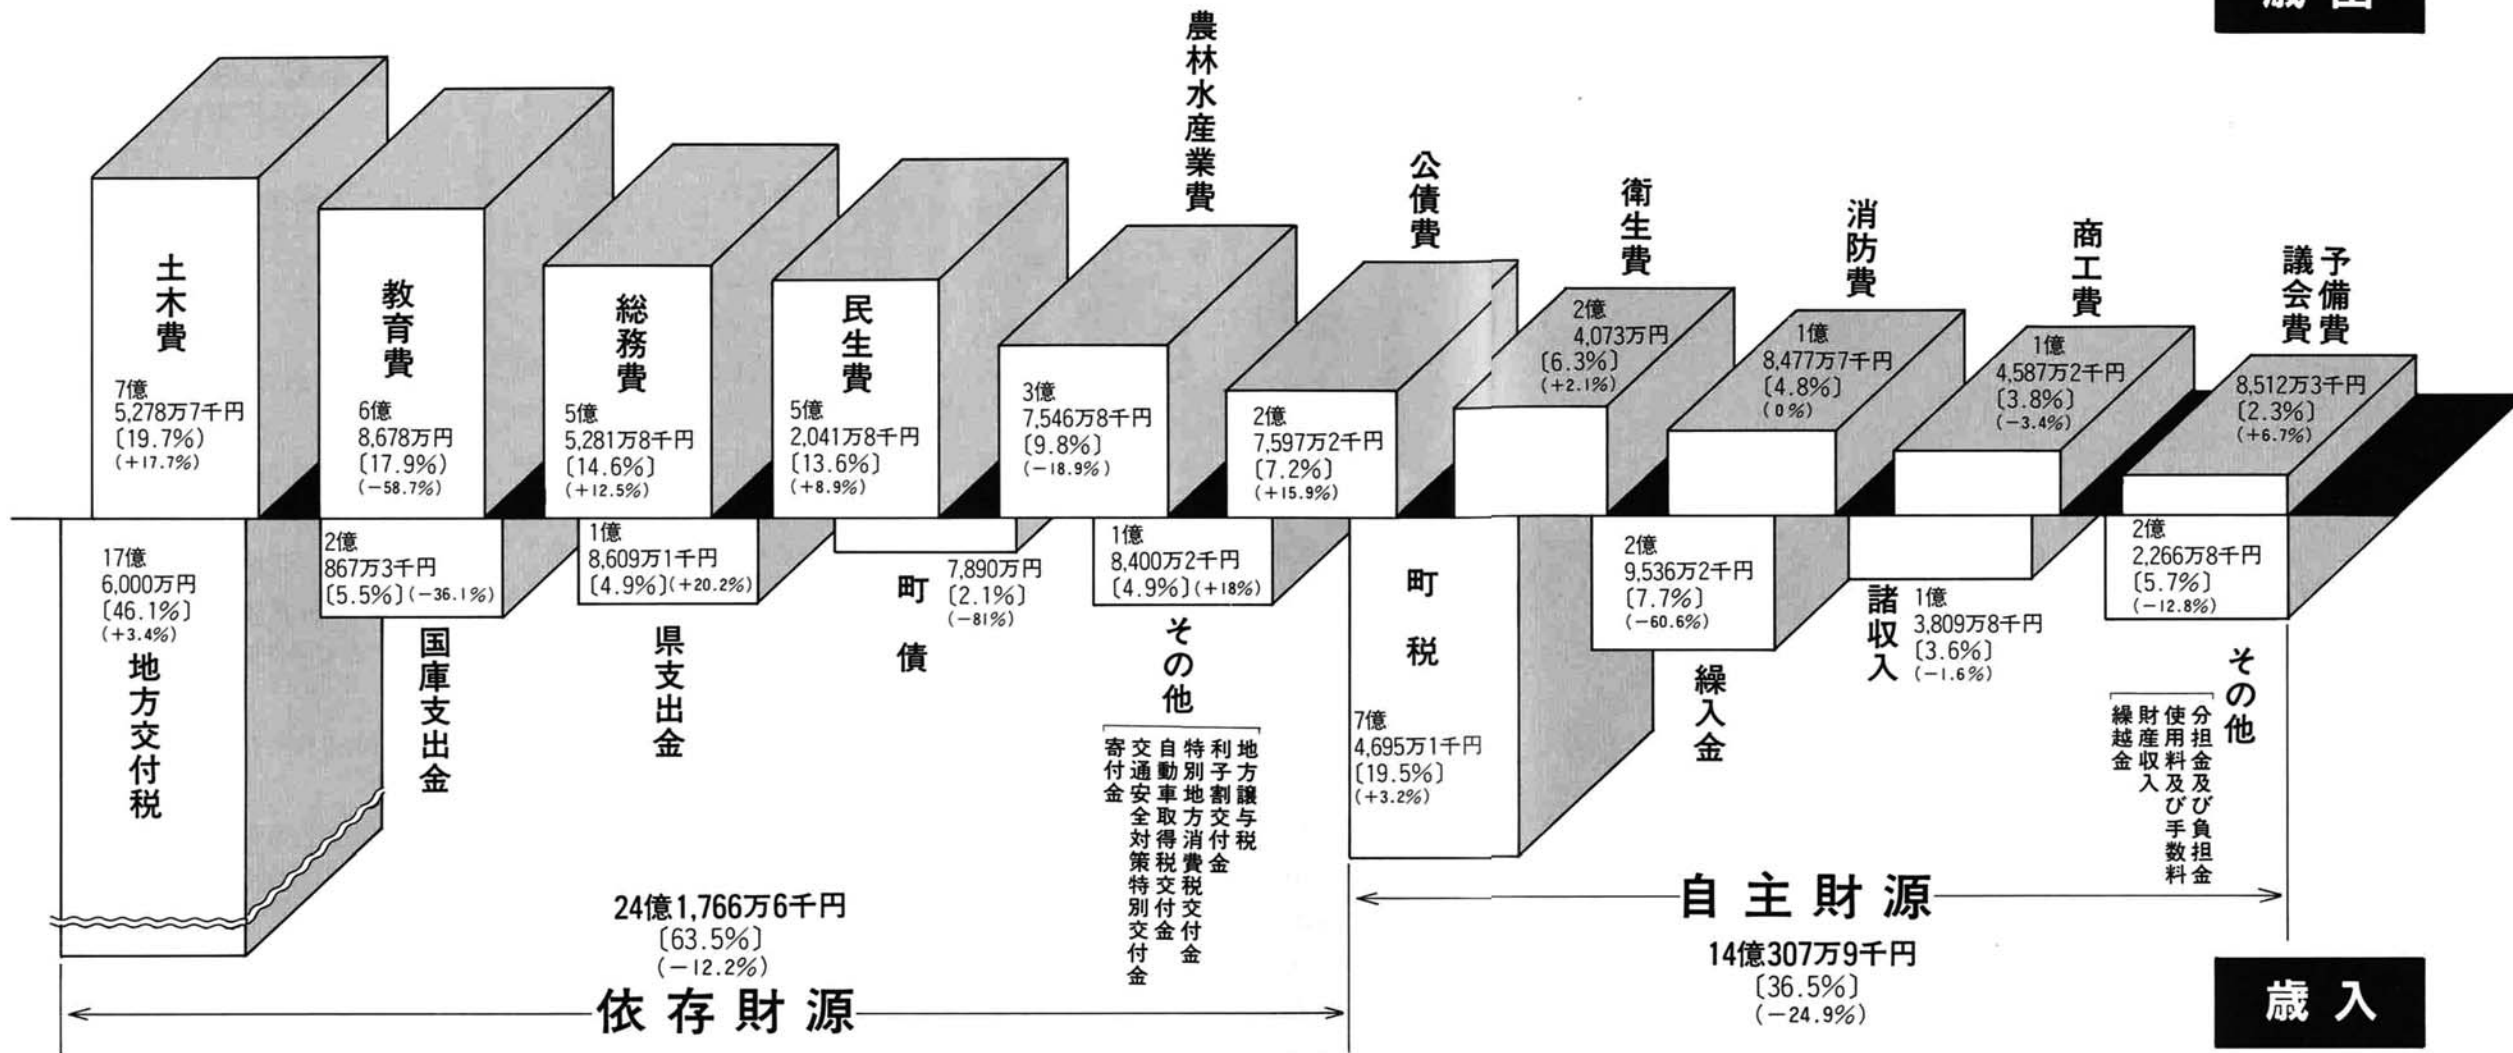 歳出
土木費
7億
5,278万7千円
〔19.7%〕
(+17.7%)
教育費
6億
8,678万円
〔17.9%〕
(−58.7%)
総務費
5億
5,281万8千円
〔14.6%〕
(+12.5%)
民生費
5億
2,041万8千円
〔13.6%〕
(+8.9%)
農林水産業費
3億
7,546万8千円
〔9.8%〕
(−18.9%)
公債費
2億
7,597万2千円
〔7.2%〕
(+15.9%)
衛生費
2億
4,073万円
〔6.3%〕
(+2.1%)
消防費
1億
8,477万7千円
〔4.8%〕
(0%)
商工費
1億
4,587万2千円
〔3.8%〕
(−3.4%)
予備費
議会費
8,512万3千円
〔2.3%〕
(+6.7%)
17億
6,000万円
〔46.1%〕
(+3.4%)
地方交付税
2億
867万3千円
〔5.5%〕(−36.1%)
国庫支出金
1億
8,609万1千円
〔4.9%〕(+20.2%)
県支出金
町債
7,890万円
〔2.1%〕
(−81%)
1億
8,400万2千円
〔4.9%〕(+18%)
その他
地方譲与税
利子割交付金
特別地方消費税交付金
自動車取得税交付金
交通安全対策特別交付金
寄付金
町税
7億
4,695万1千円
〔19.5%〕
(+3.2%)
2億
9,536万2千円
〔7.7%〕
(−60.6%)
繰入金
諸収入
1億
3,809万8千円
〔3.6%〕
(−1.6%)
2億
2,266万8千円
〔5.7%〕
(−12.8%)
その他
分担金及び負担金
使用料及び手数料
財産収入
繰越金
24億1,766万6千円
〔63.5%〕
(−12.2%)
依存財源
自主財源
14億307万9千円
〔36.5%〕
(−24.9%)
歳入